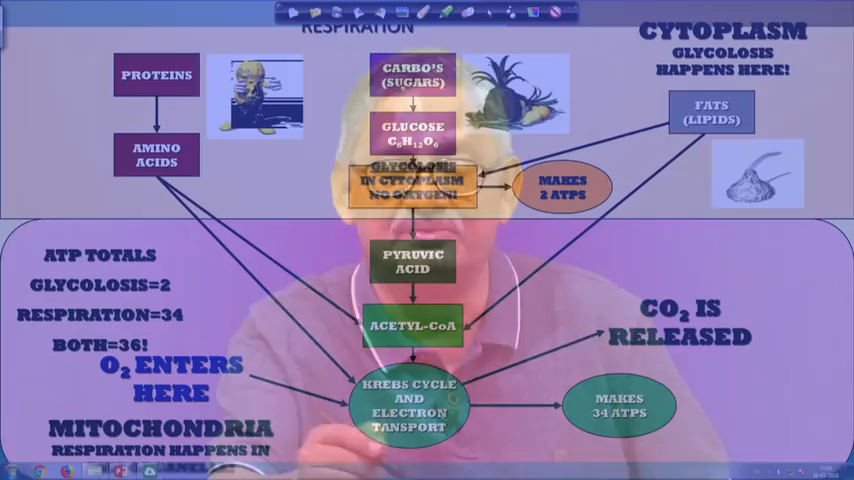 RESPIRATION
CYTOPLASM
GLYCOLOSIS
HAPPENS HERE!
PROTEINS
CARBO'S
(SUGARS)
FATS
(LIPIDS)
GLUCOSE
C₆H₁₂O₆
AMINO
ACIDS
GLYCOLOSIS
IN CYTOPLASM
NO OXYGEN!
MAKES
2 ATPS
PYRUVIC
ACID
ATP TOTALS
GLYCOLOSIS=2
RESPIRATION=34
BOTH=36!
ACETYL-CoA
CO₂ IS
RELEASED
O₂ ENTERS
HERE
KREBS CYCLE
AND
ELECTRON
TANSPORT
MAKES
34 ATPS
MITOCHONDRIA
RESPIRATION HAPPENS IN